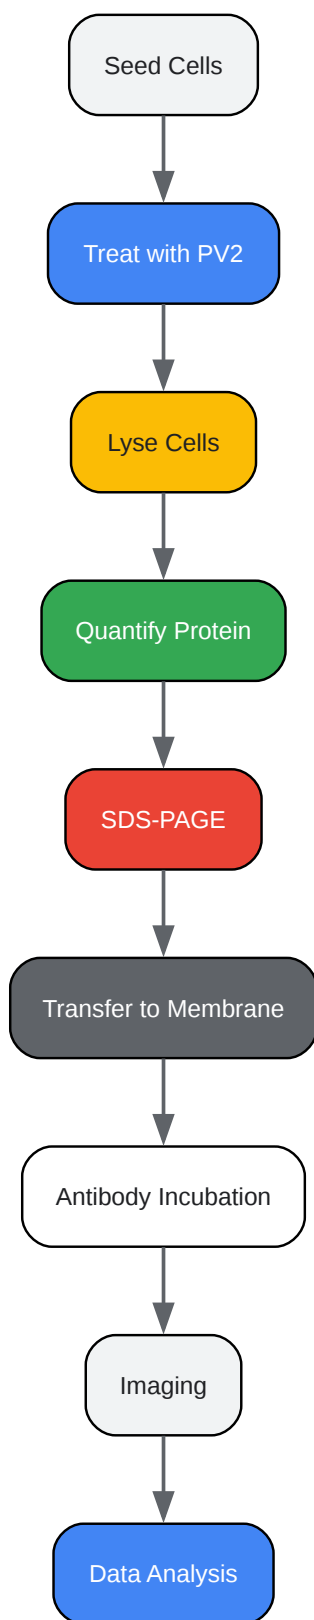 Seed Cells
Treat with PV2
Lyse Cells
Quantify Protein
SDS-PAGE
Transfer to Membrane
Antibody Incubation
Imaging
Data Analysis